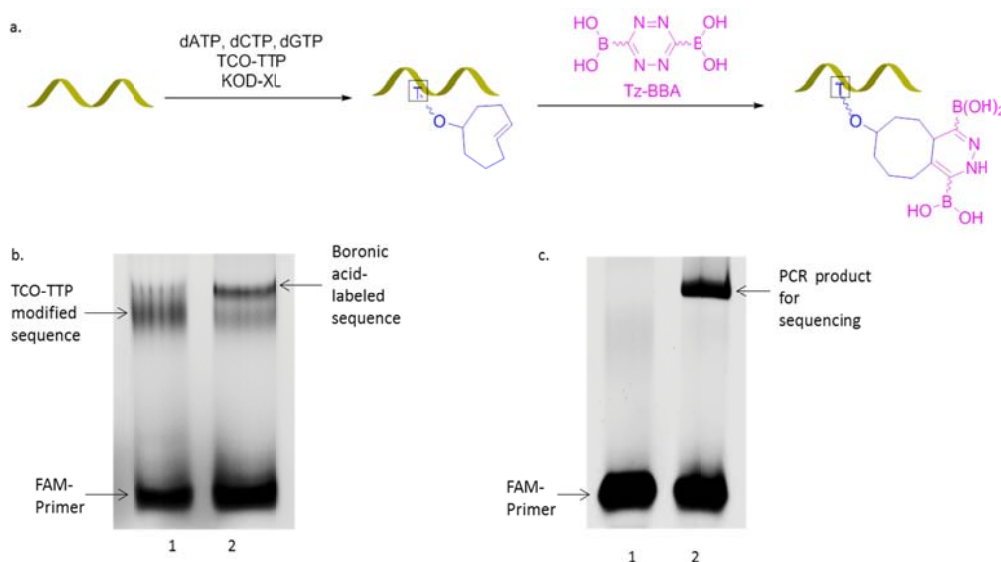 a.
dATP, dCTP, dGTP
TCO-TTP
KOD-XL
T
O
HO
B
HO
N=N
N=N
OH
B
OH
Tz-BBA
T
O
B(OH)2
N
NH
HO
B
OH
b.
TCO-TTP
modified
sequence
FAM-
Primer
Boronic
acid-
labeled
sequence
1
2
c.
PCR product
for
sequencing
FAM-
Primer
1
2